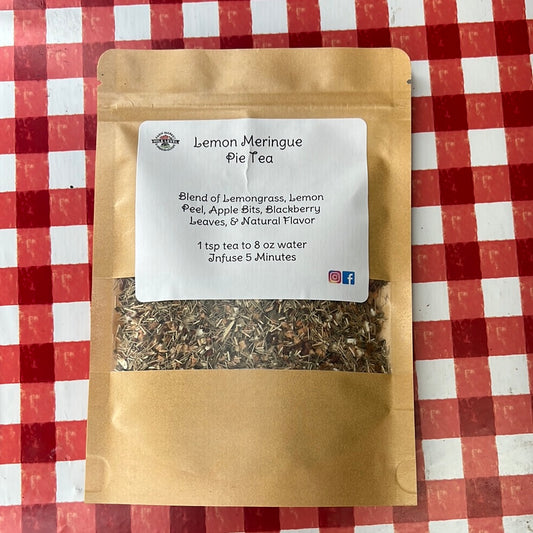 Lemon Meringue
Pie Tea
Blend of Lemongrass, Lemon
Peel, Apple Bits, Blackberry
Leaves, & Natural Flavor
1 tsp tea to 8 oz water
Infuse 5 Minutes